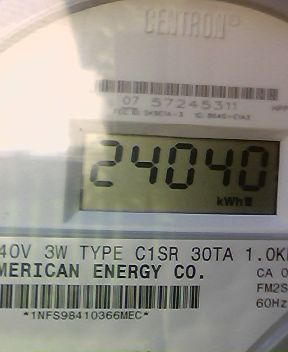 CENTRON®
07 57245311
24040
kWh
40V 3W TYPE C1SR 30TA 1.0K
MERICAN ENERGY CO.
CA 0
FM2S
60Hz
*1NFS98410366MEC*